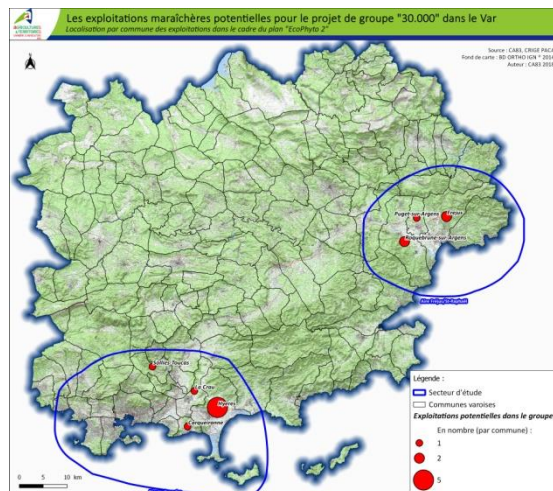 AGRICULTURES
& TERRITOIRES
Les exploitations maraîchères potentielles pour le projet de groupe "30.000" dans le Var
Localisation par commune des exploitations dans le cadre du plan "EcoPhyto 2"
Source : CA83, CRIGE PACA
Fond de carte : BD ORTHO IGN ® 2014
Auteur : CA83 2018
Puget-sur-Argens
Fréjus
Roquebrune-sur-Argens
Solliès-Toucas
La Crau
Hyères
Carqueiranne
Légende :
Secteur d'étude
Communes varoises
Exploitations potentielles dans le groupe
En nombre (par commune) :
1
2
5
0
5
10 km